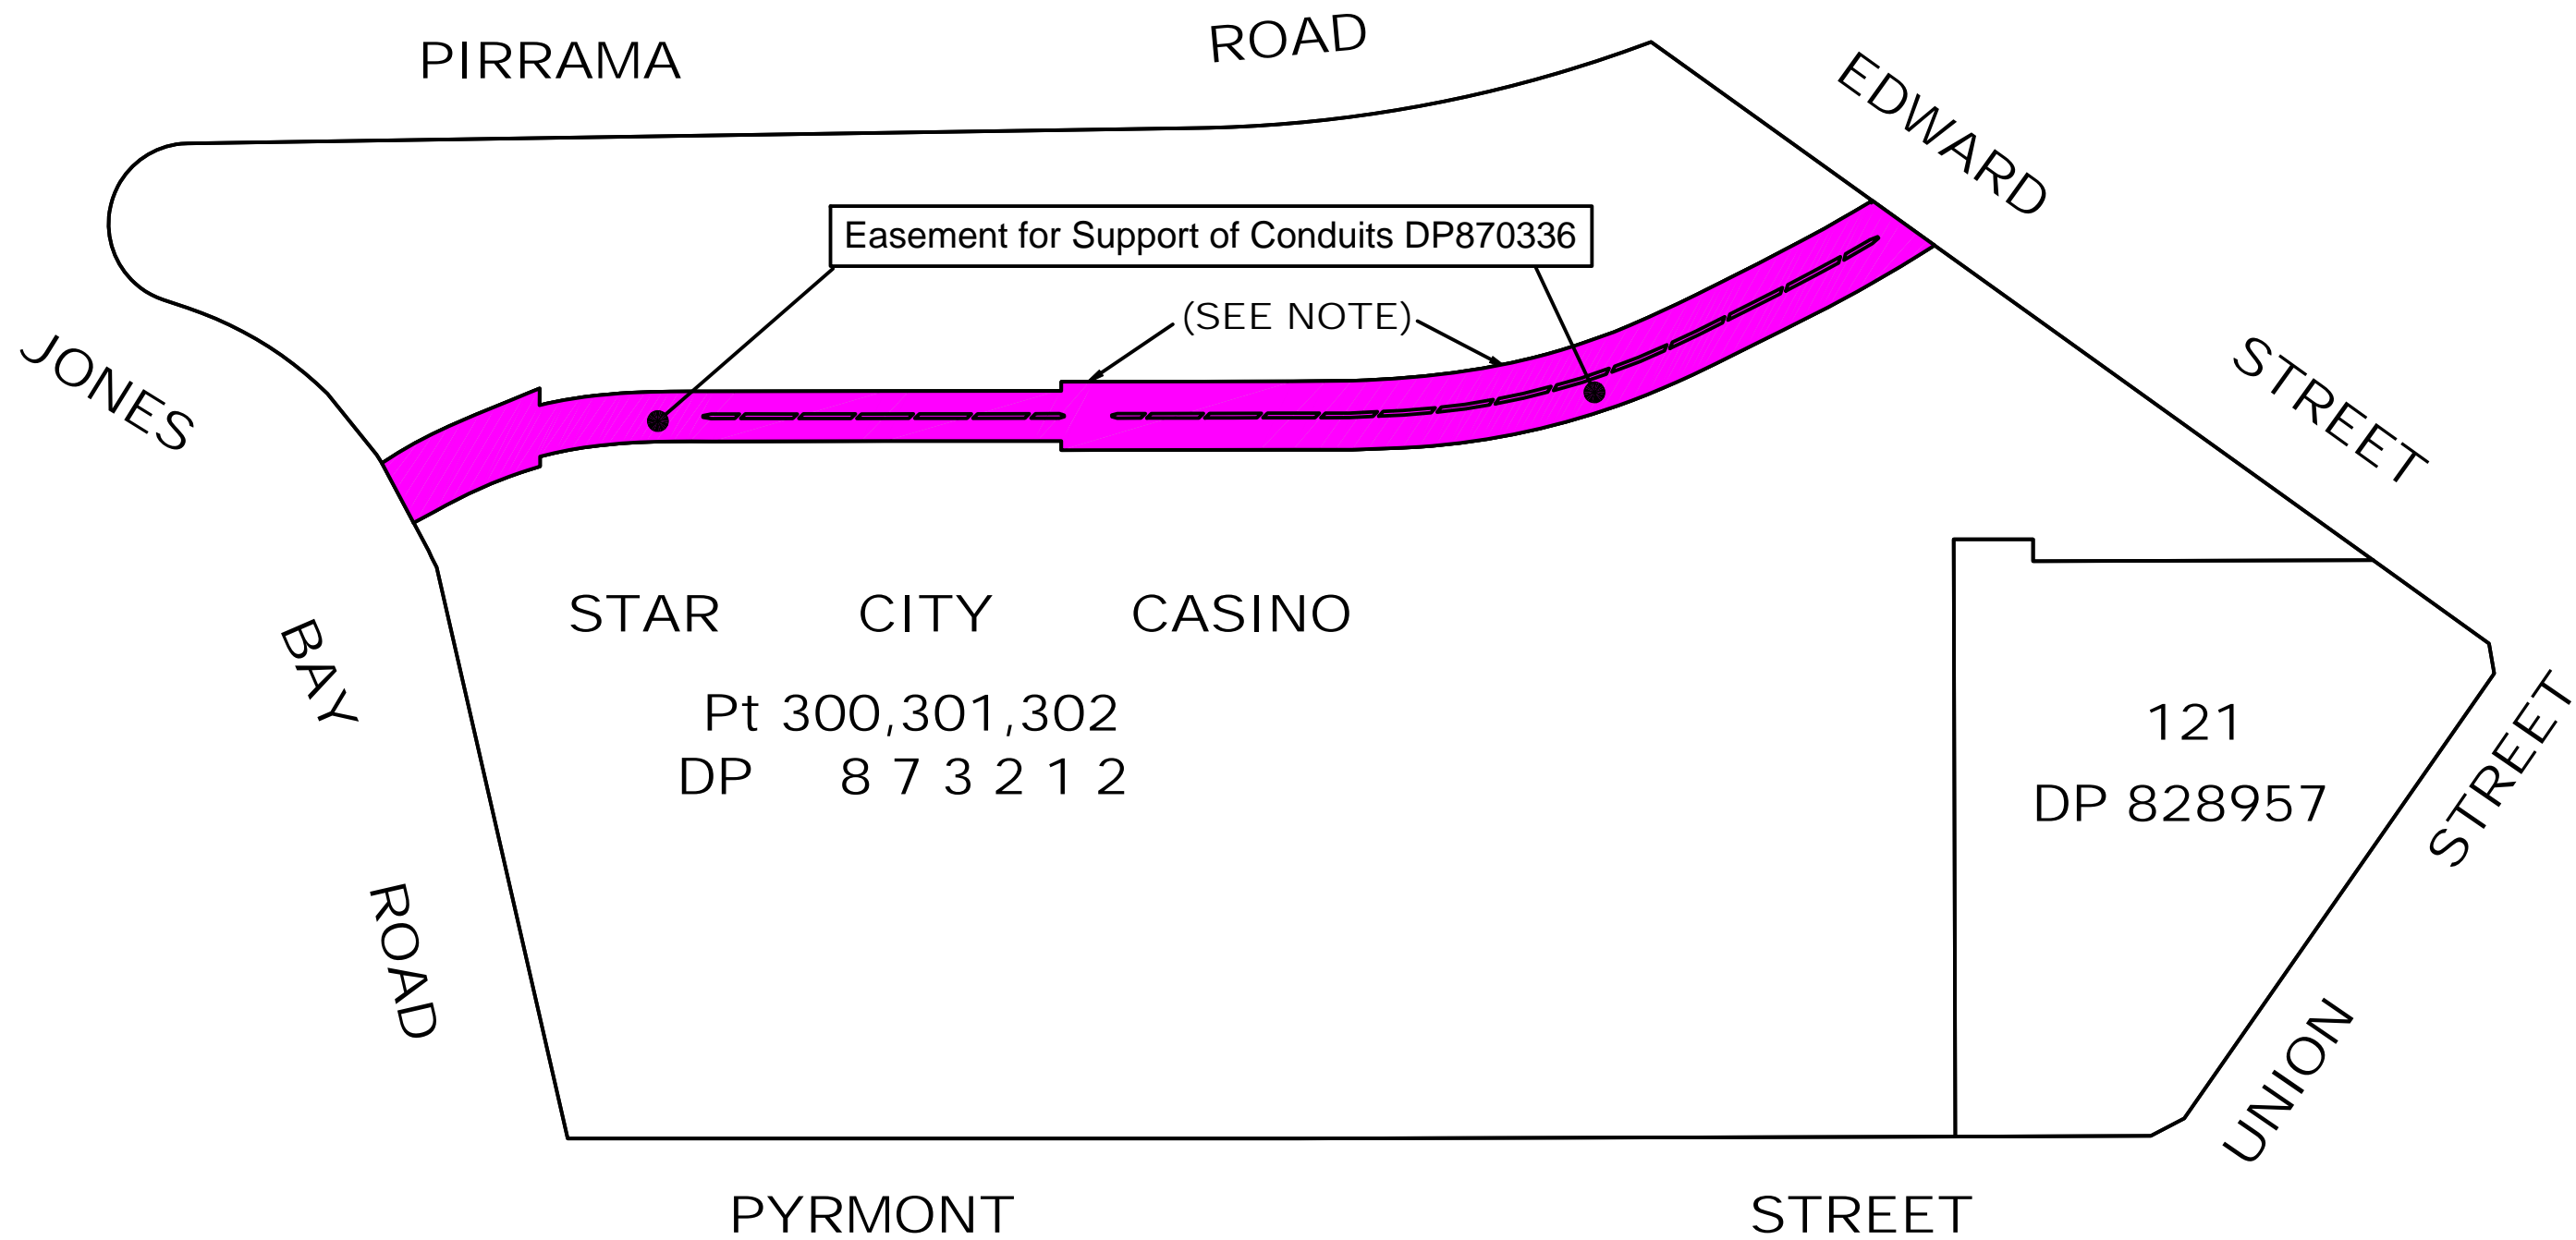 PIRRAMA ROAD
EDWARD STREET
Easement for Support of Conduits DP870336
(SEE NOTE)
JONES BAY ROAD
STAR CITY CASINO
Pt 300,301,302
DP 873212
121
DP 828957
UNION STREET
PYRMONT STREET